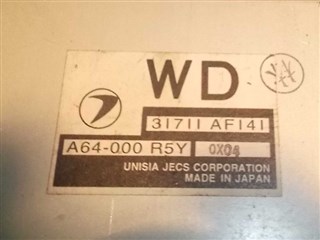 WD
31711 AF141
A64-000 R5Y 0X04
UNISIA JECS CORPORATION
MADE IN JAPAN